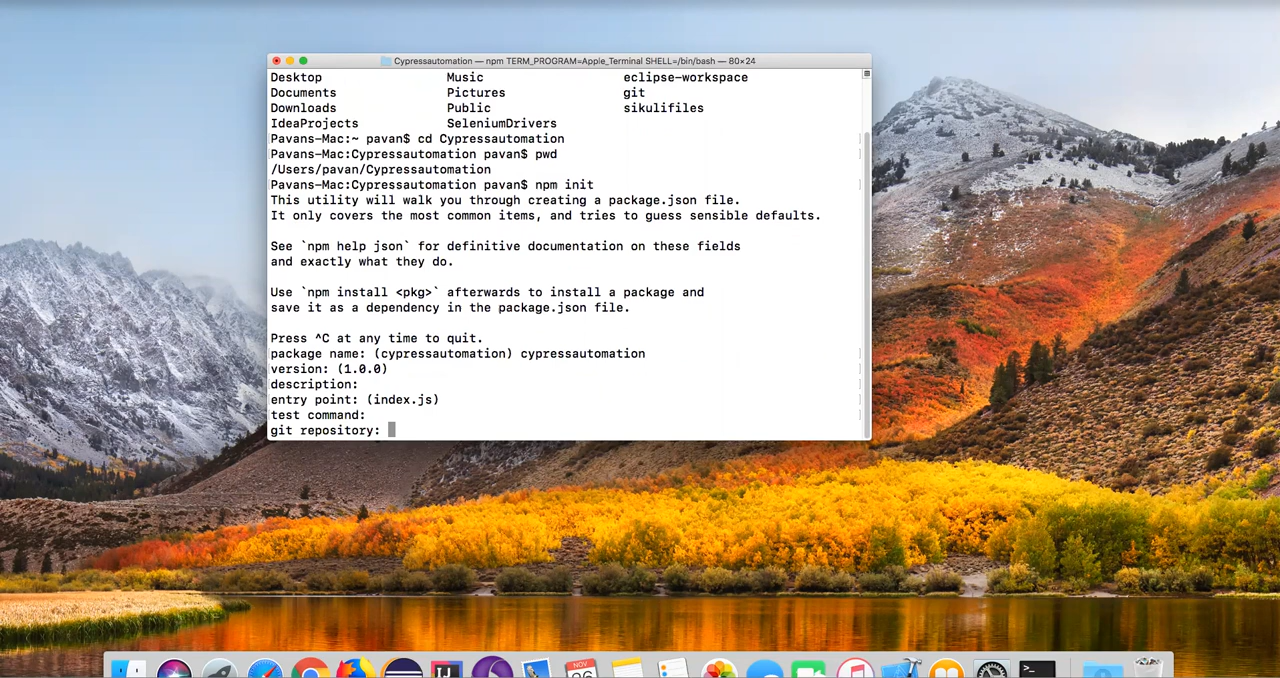 Cypressautomation — npm TERM_PROGRAM=Apple_Terminal SHELL=/bin/bash — 80×24
Desktop Music eclipse-workspace
Documents Pictures git
Downloads Public sikulifiles
IdeaProjects SeleniumDrivers
Pavans-Mac:~ pavan$ cd Cypressautomation
Pavans-Mac:Cypressautomation pavan$ pwd
/Users/pavan/Cypressautomation
Pavans-Mac:Cypressautomation pavan$ npm init
This utility will walk you through creating a package.json file.
It only covers the most common items, and tries to guess sensible defaults.
See `npm help json` for definitive documentation on these fields
and exactly what they do.
Use `npm install <pkg>` afterwards to install a package and
save it as a dependency in the package.json file.
Press ^C at any time to quit.
package name: (cypressautomation) cypressautomation
version: (1.0.0)
description:
entry point: (index.js)
test command:
git repository:
NOV
>_